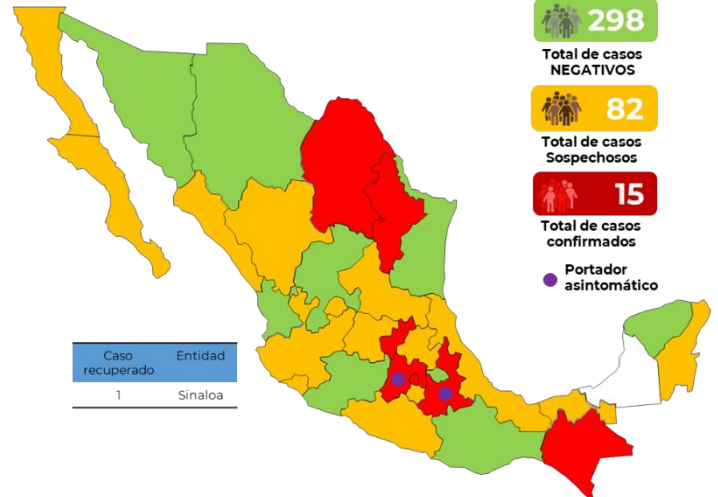 298
Total de casos
NEGATIVOS
82
Total de casos
Sospechosos
15
Total de casos
confirmados
Portador
asintomático
Caso
recuperado
Entidad
1
Sinaloa